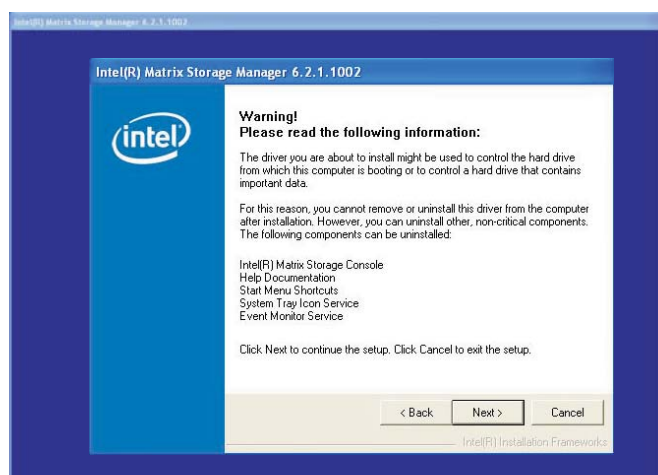 Intel(R) Matrix Storage Manager 6.2.1.1002
Intel(R) Matrix Storage Manager 6.2.1.1002
intel
Warning!
Please read the following information:
The driver you are about to install might be used to control the hard drive
from which this computer is booting or to control a hard drive that contains
important data.
For this reason, you cannot remove or uninstall this driver from the computer
after installation. However, you can uninstall other, non-critical components.
The following components can be uninstalled:
Intel(R) Matrix Storage Console
Help Documentation
Start Menu Shortcuts
System Tray Icon Service
Event Monitor Service
Click Next to continue the setup. Click Cancel to exit the setup.
< Back Next > Cancel
Intel(R) Installation Frameworks